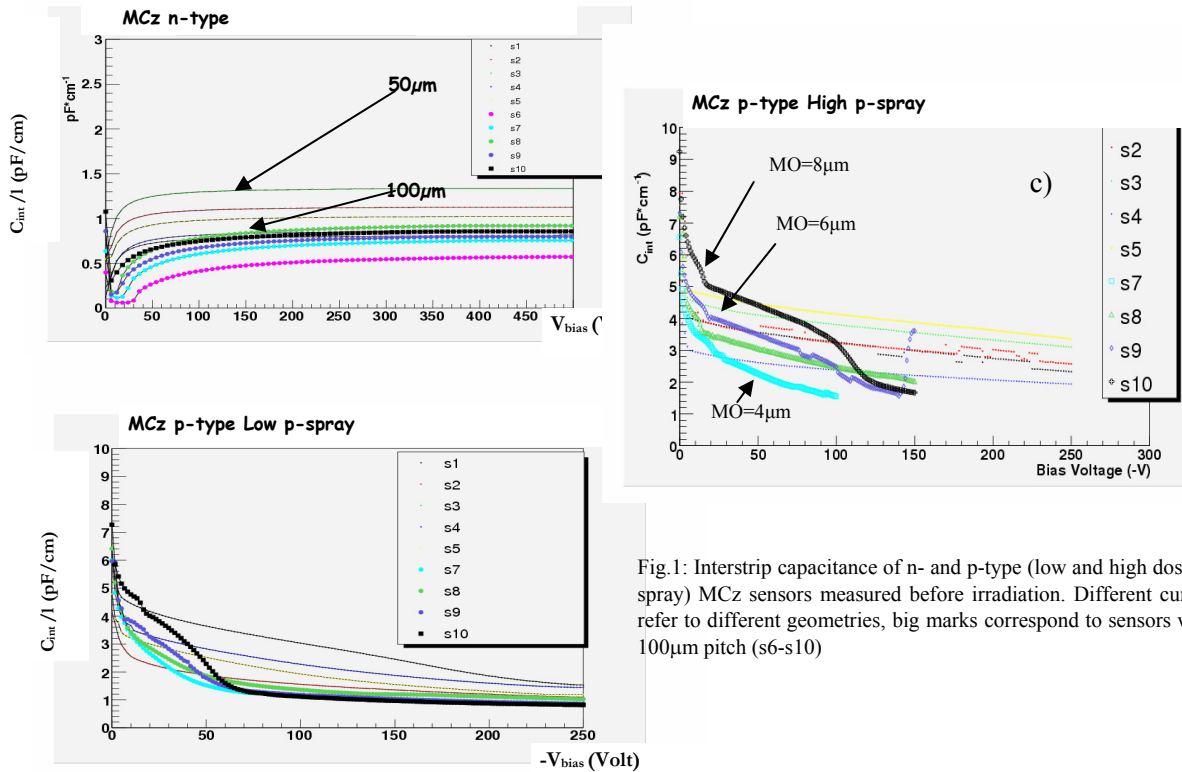 MCz n-type
C_int /1 (pF/cm)
pF*cm⁻¹
3
2.5
2
1.5
1
0.5
0
0 50 100 150 200 250 300 350 400 450
V_bias (V
50µm
100µm
s1
s2
s3
s4
s5
s6
s7
s8
s9
s10
MCz p-type High p-spray
C_int (pF*cm⁻¹)
10
9
8
7
6
5
4
3
2
1
0
0 50 100 150 200 250 300
Bias Voltage (-V)
MO=8µm
MO=6µm
MO=4µm
c)
s2
s3
s4
s5
s7
s8
s9
s10
MCz p-type Low p-spray
C_int /1 (pF/cm)
10
9
8
7
6
5
4
3
2
1
0
0 50 100 150 200 250
-V_bias (Volt)
s1
s2
s3
s4
s5
s7
s8
s9
s10
Fig.1: Interstrip capacitance of n- and p-type (low and high dos
spray) MCz sensors measured before irradiation. Different cur
refer to different geometries, big marks correspond to sensors w
100µm pitch (s6-s10)